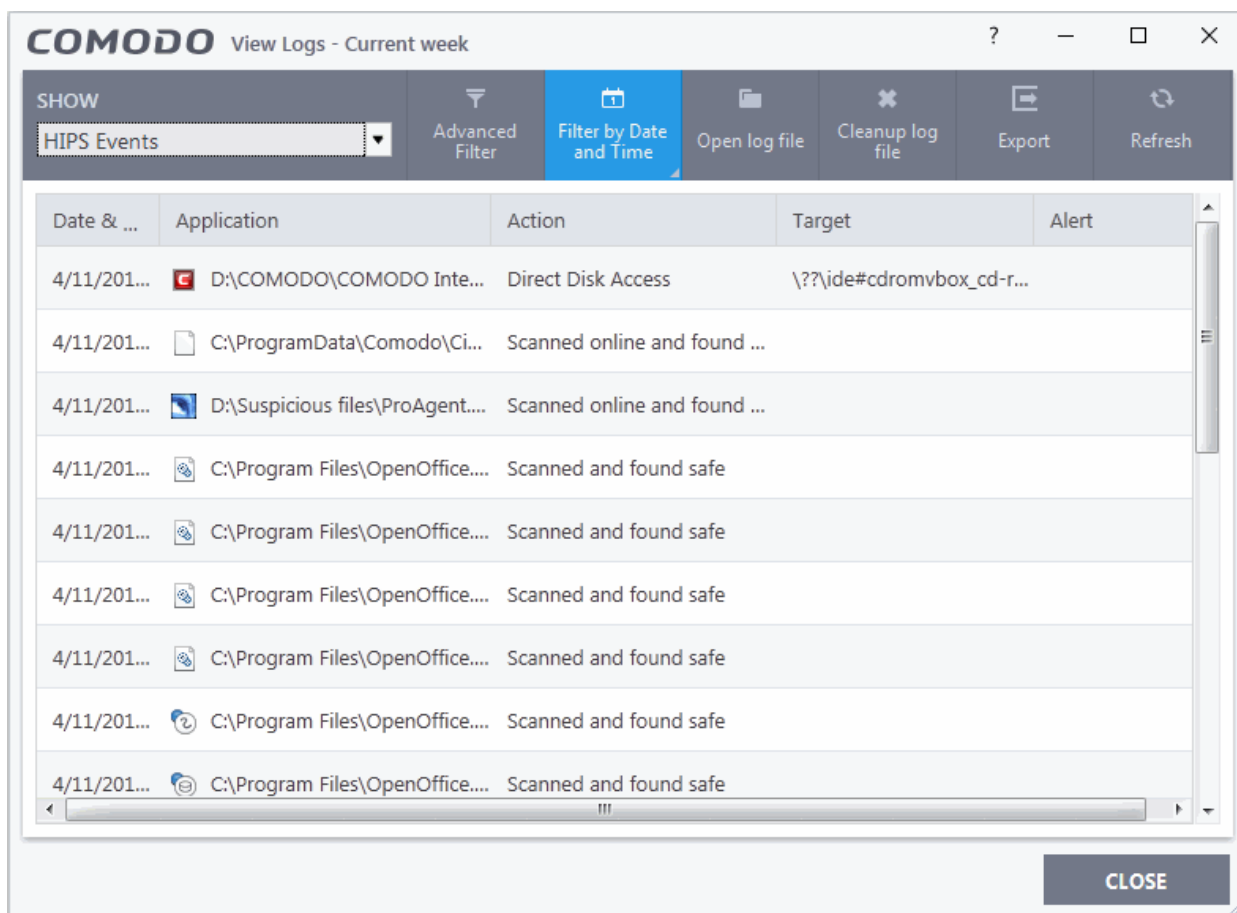 COMODO View Logs - Current week
?
SHOW
HIPS Events
Advanced
Filter
1
Filter by Date
and Time
Open log file
Cleanup log
file
Export
Refresh
Date & ... Application Action Target Alert
4/11/201... C D:\COMODO\COMODO Inte... Direct Disk Access \??\ide#cdromvbox_cd-r...
4/11/201... C:\ProgramData\Comodo\Ci... Scanned online and found ...
4/11/201... D:\Suspicious files\ProAgent.... Scanned online and found ...
4/11/201... C:\Program Files\OpenOffice.... Scanned and found safe
4/11/201... C:\Program Files\OpenOffice.... Scanned and found safe
4/11/201... C:\Program Files\OpenOffice.... Scanned and found safe
4/11/201... C:\Program Files\OpenOffice.... Scanned and found safe
4/11/201... C:\Program Files\OpenOffice.... Scanned and found safe
4/11/201... C:\Program Files\OpenOffice.... Scanned and found safe
CLOSE